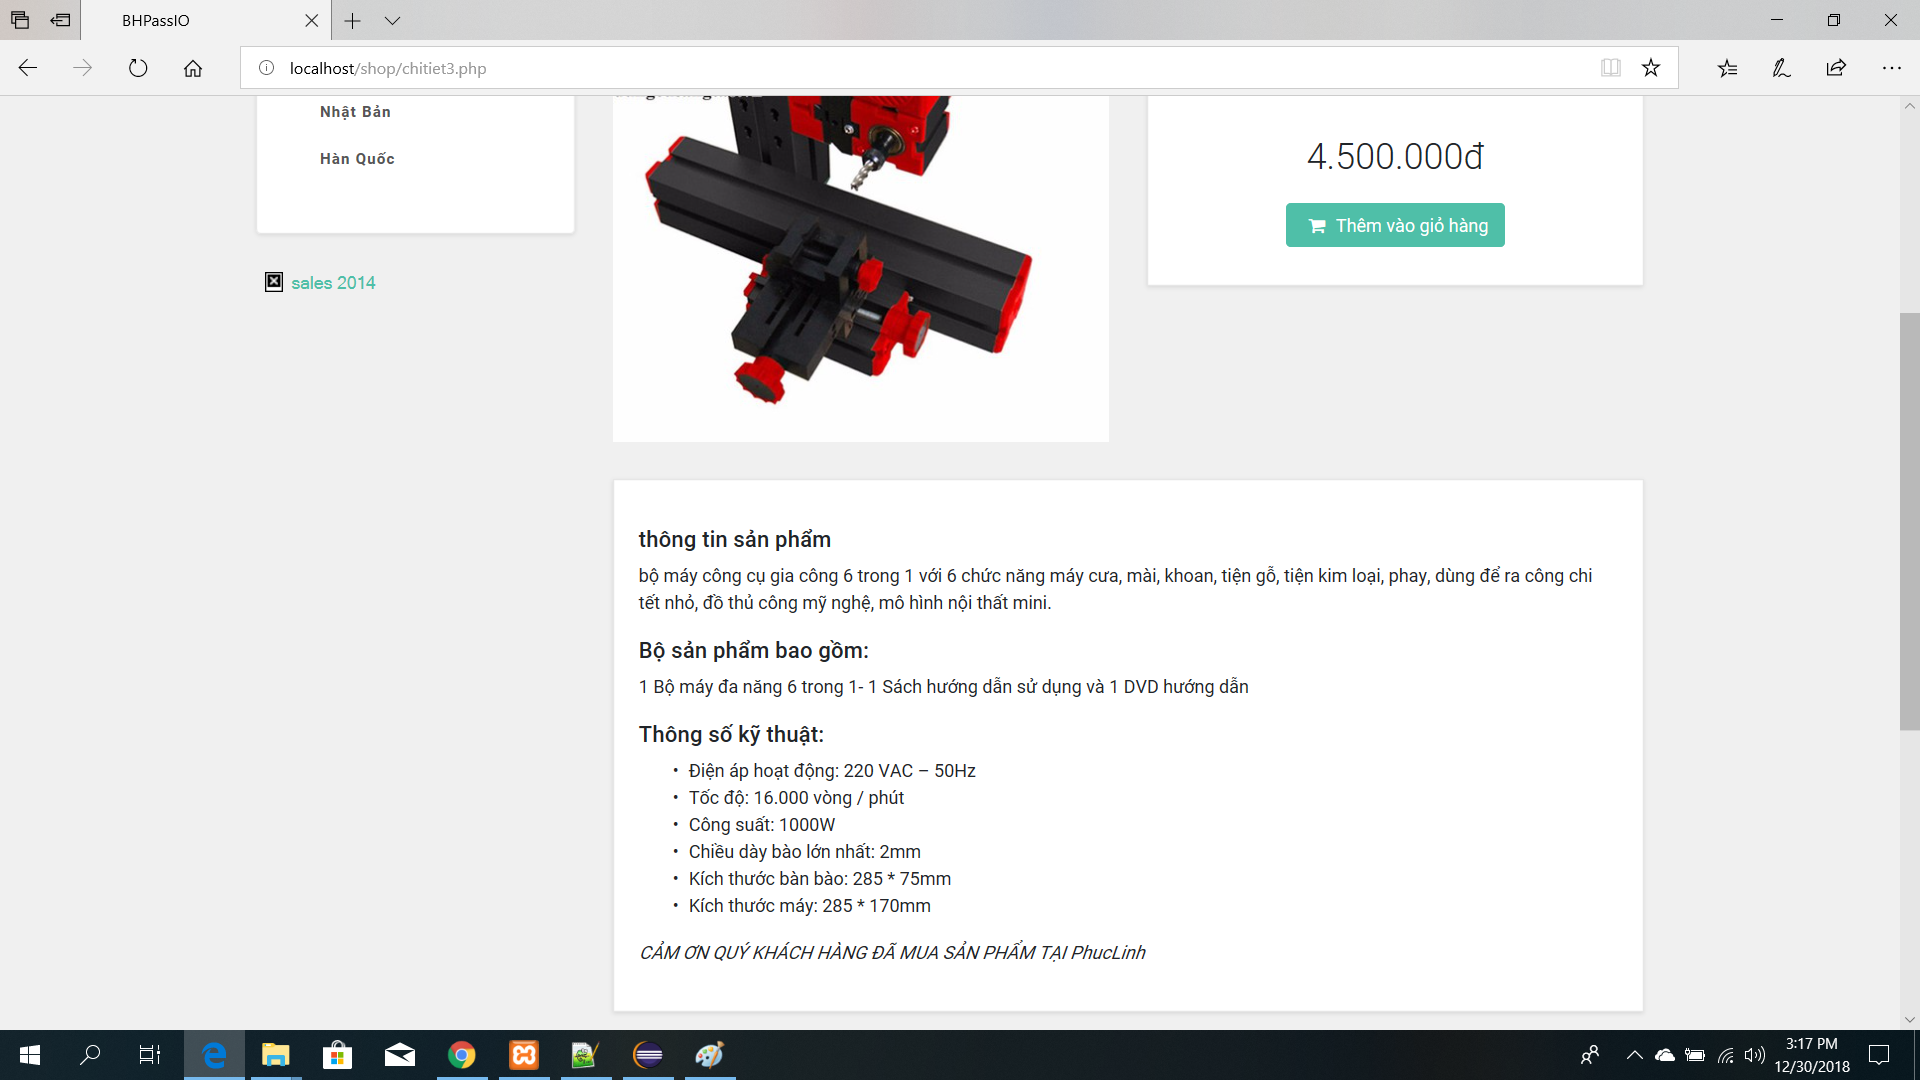 BHPassIO
localhost/shop/chitiet3.php
Nhật Bản
Hàn Quốc
sales 2014
4.500.000đ
Thêm vào giỏ hàng
thông tin sản phẩm
bộ máy công cụ gia công 6 trong 1 với 6 chức năng máy cưa, mài, khoan, tiện gỗ, tiện kim loại, phay, dùng để ra công chi
tết nhỏ, đồ thủ công mỹ nghệ, mô hình nội thất mini.
Bộ sản phẩm bao gồm:
1 Bộ máy đa năng 6 trong 1- 1 Sách hướng dẫn sử dụng và 1 DVD hướng dẫn
Thông số kỹ thuật:
• Điện áp hoạt động: 220 VAC – 50Hz
• Tốc độ: 16.000 vòng / phút
• Công suất: 1000W
• Chiều dày bào lớn nhất: 2mm
• Kích thước bàn bào: 285 * 75mm
• Kích thước máy: 285 * 170mm
CẢM ƠN QUÝ KHÁCH HÀNG ĐÃ MUA SẢN PHẨM TẠI PhucLinh
3:17 PM
12/30/2018